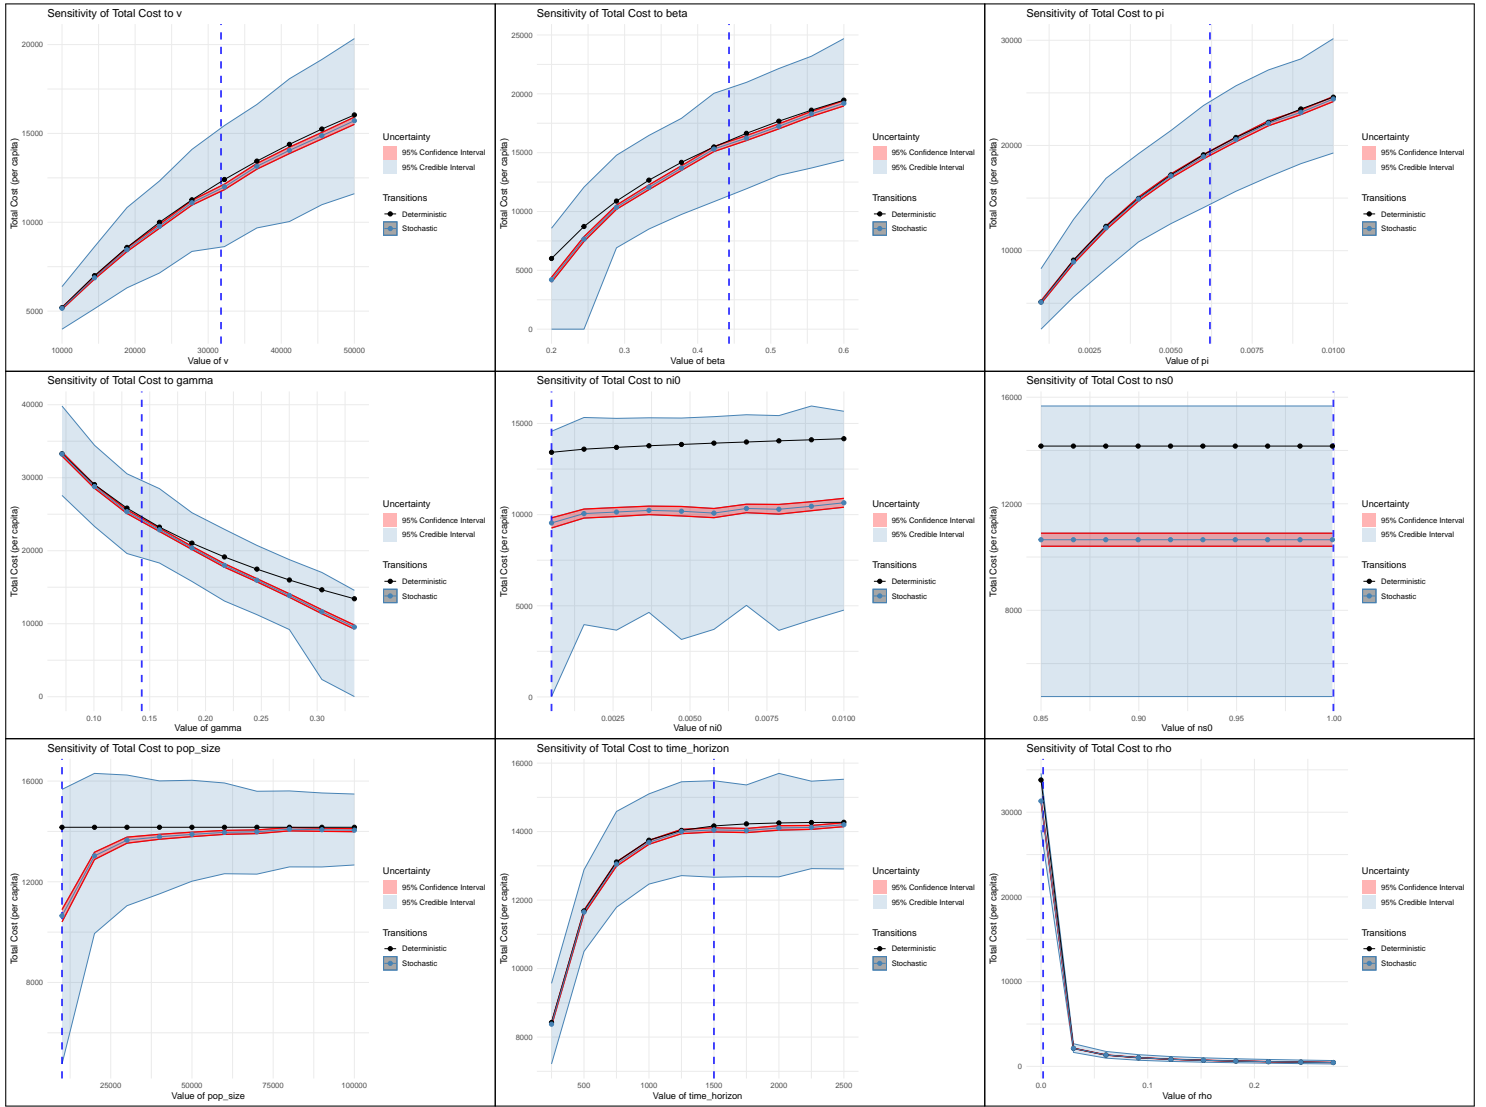 Sensitivity of Total Cost to v
Total Cost (per capita)
20000
15000
10000
5000
10000 20000 30000 40000 50000
Value of v
Uncertainty
95% Confidence Interval
95% Credible Interval
Transitions
Deterministic
Stochastic
Sensitivity of Total Cost to beta
Total Cost (per capita)
25000
20000
15000
10000
5000
0
0.2 0.3 0.4 0.5 0.6
Value of beta
Uncertainty
95% Confidence Interval
95% Credible Interval
Transitions
Deterministic
Stochastic
Sensitivity of Total Cost to pi
Total Cost (per capita)
30000
20000
10000
0.0025 0.0050 0.0075 0.0100
Value of pi
Uncertainty
95% Confidence Interval
95% Credible Interval
Transitions
Deterministic
Stochastic
Sensitivity of Total Cost to gamma
Total Cost (per capita)
40000
30000
20000
10000
0
0.10 0.15 0.20 0.25 0.30
Value of gamma
Uncertainty
95% Confidence Interval
95% Credible Interval
Transitions
Deterministic
Stochastic
Sensitivity of Total Cost to ni0
Total Cost (per capita)
15000
10000
5000
0
0.0025 0.0050 0.0075 0.0100
Value of ni0
Uncertainty
95% Confidence Interval
95% Credible Interval
Transitions
Deterministic
Stochastic
Sensitivity of Total Cost to ns0
Total Cost (per capita)
16000
12000
8000
0.85 0.90 0.95 1.00
Value of ns0
Uncertainty
95% Confidence Interval
95% Credible Interval
Transitions
Deterministic
Stochastic
Sensitivity of Total Cost to pop_size
Total Cost (per capita)
16000
12000
8000
25000 50000 75000 100000
Value of pop_size
Uncertainty
95% Confidence Interval
95% Credible Interval
Transitions
Deterministic
Stochastic
Sensitivity of Total Cost to time_horizon
Total Cost (per capita)
16000
14000
12000
10000
8000
500 1000 1500 2000 2500
Value of time_horizon
Uncertainty
95% Confidence Interval
95% Credible Interval
Transitions
Deterministic
Stochastic
Sensitivity of Total Cost to rho
Total Cost (per capita)
30000
20000
10000
0
0.0 0.1 0.2
Value of rho
Uncertainty
95% Confidence Interval
95% Credible Interval
Transitions
Deterministic
Stochastic